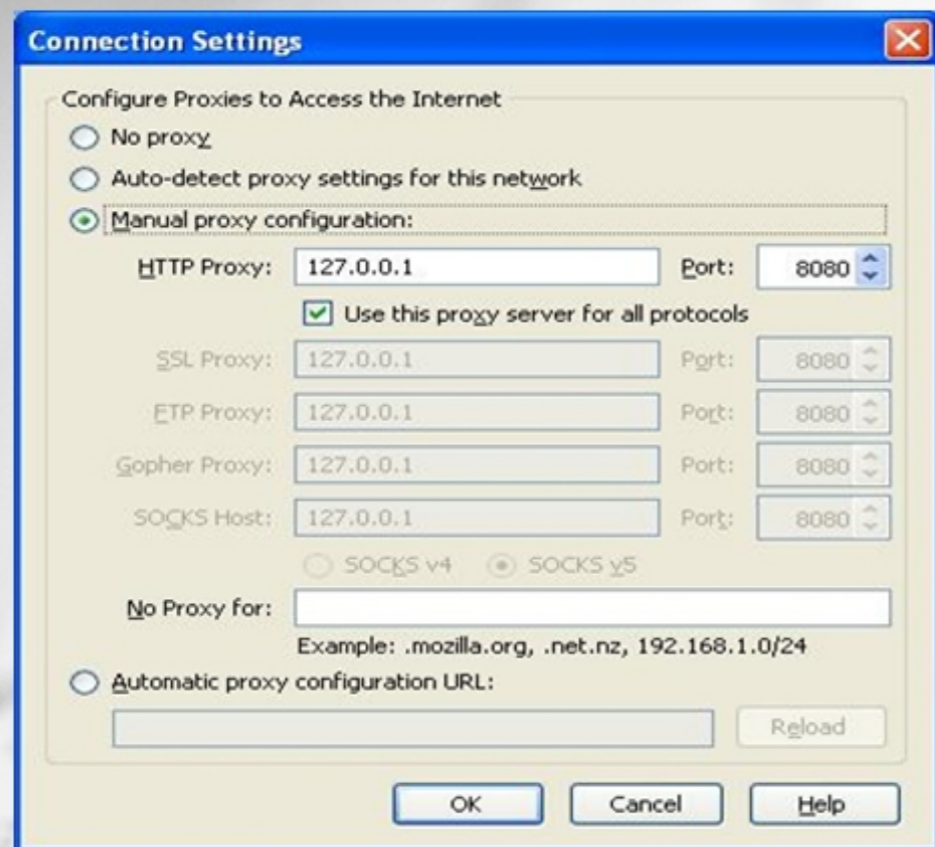 Connection Settings
Configure Proxies to Access the Internet
No proxy
Auto-detect proxy settings for this network
Manual proxy configuration:
HTTP Proxy: 127.0.0.1 Port: 8080
Use this proxy server for all protocols
SSL Proxy: 127.0.0.1 Port: 8080
FTP Proxy: 127.0.0.1 Port: 8080
Gopher Proxy: 127.0.0.1 Port: 8080
SOCKS Host: 127.0.0.1 Port: 8080
SOCKS v4 SOCKS v5
No Proxy for:
Example: .mozilla.org, .net.nz, 192.168.1.0/24
Automatic proxy configuration URL:
Reload
OK Cancel Help